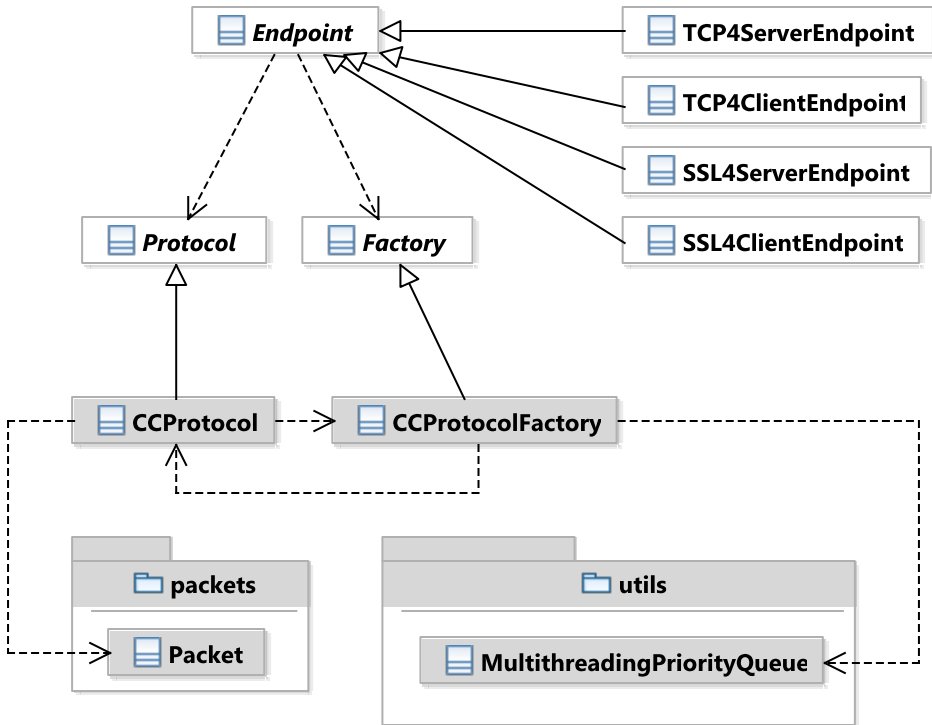 Endpoint
TCP4ServerEndpoint
TCP4ClientEndpoint
SSL4ServerEndpoint
SSL4ClientEndpoint
Protocol
Factory
CCProtocol
CCProtocolFactory
packets
Packet
utils
MultithreadingPriorityQueue